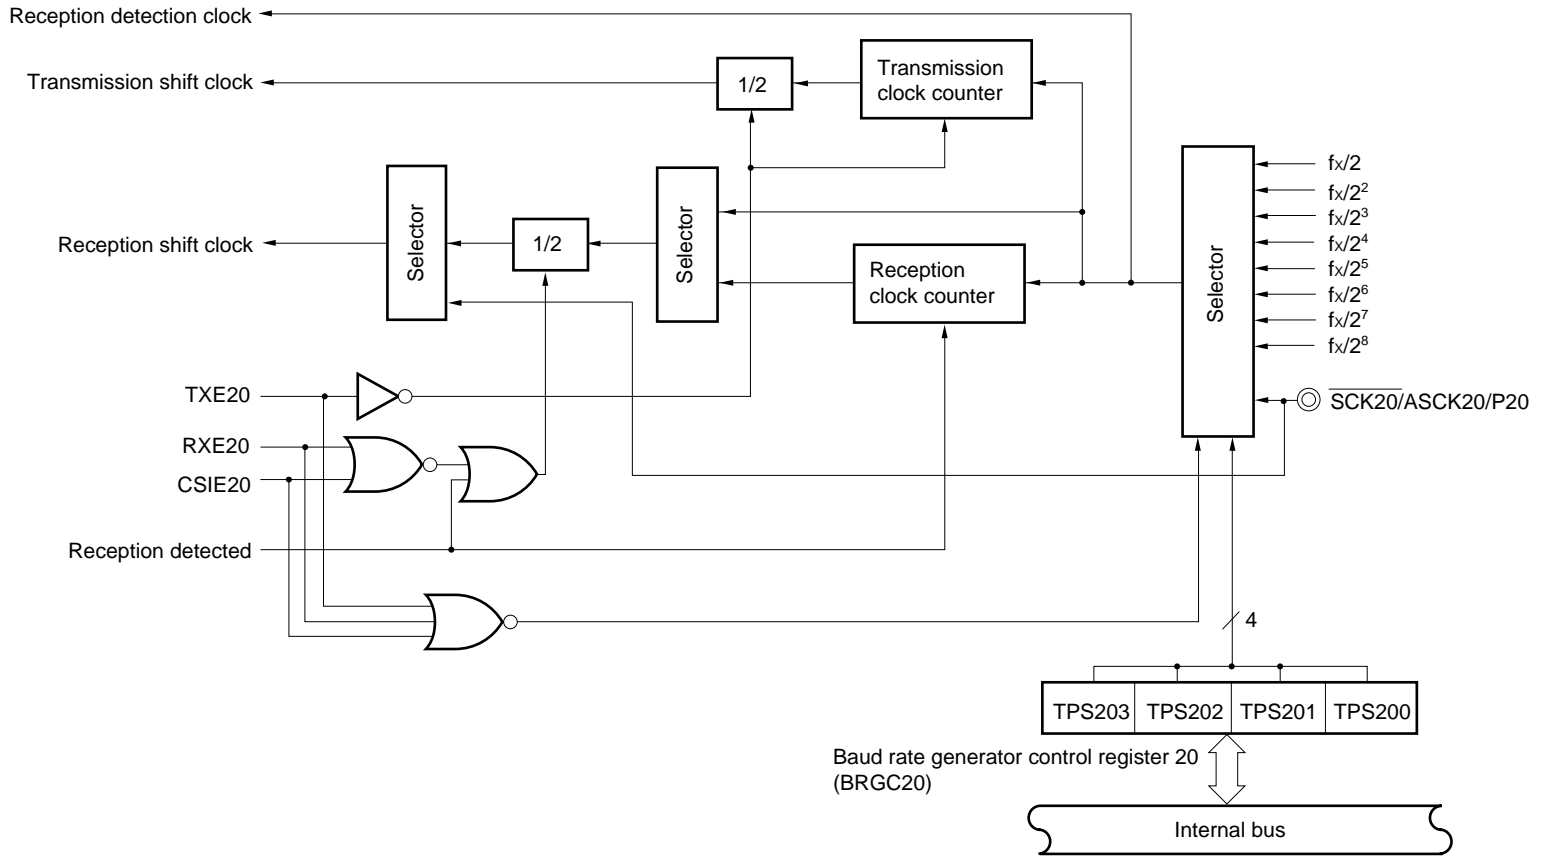 Reception detection clock
Transmission shift clock
1/2
Transmission
clock counter
Reception shift clock
Selector
1/2
Selector
Reception
clock counter
Selector
fX/2
fX/2²
fX/2³
fX/2⁴
fX/2⁵
fX/2⁶
fX/2⁷
fX/2⁸
SCK20/ASCK20/P20
TXE20
RXE20
CSIE20
Reception detected
4
TPS203 TPS202 TPS201 TPS200
Baud rate generator control register 20
(BRGC20)
Internal bus